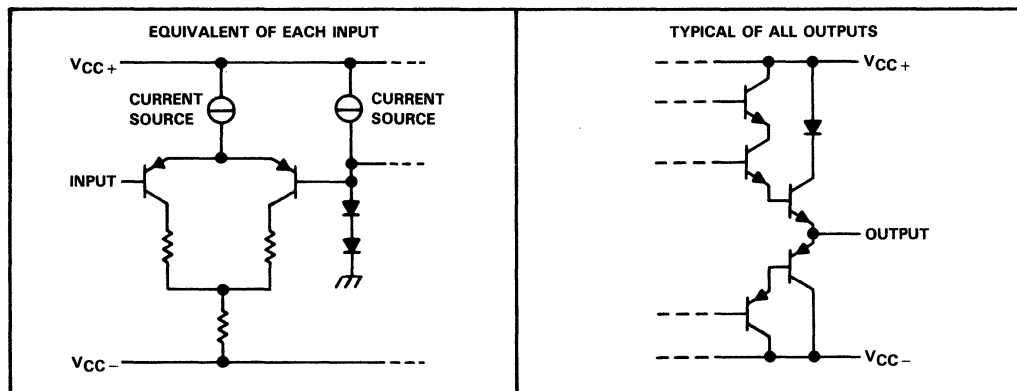 EQUIVALENT OF EACH INPUT
VCC+
CURRENT
SOURCE
CURRENT
SOURCE
INPUT
VCC−
TYPICAL OF ALL OUTPUTS
VCC+
OUTPUT
VCC−